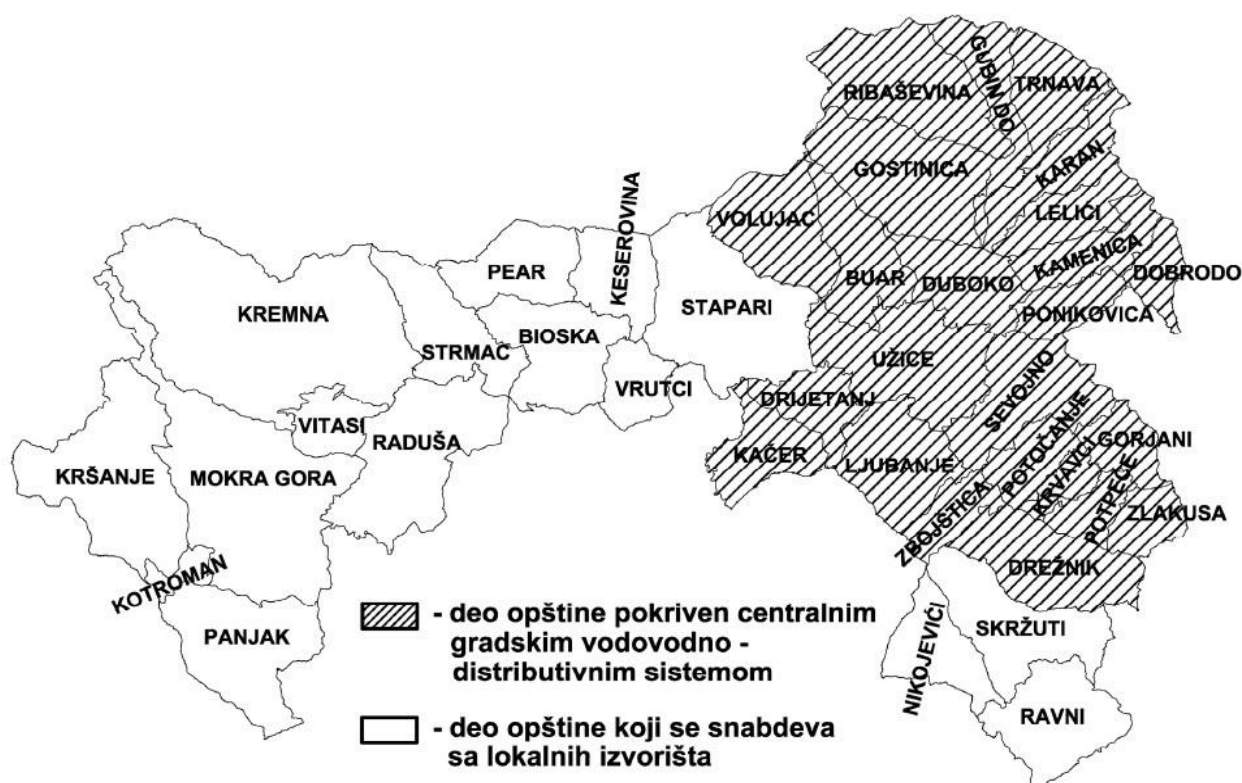 RIBAŠEVINA
GUBIN DO
TRNAVA
GOSTINICA
KARAN
VOLUJAC
LELIĆI
KESEROVINA
KAMENICA
PEAR
BUAR
DUBOKO
DOBRODO
KREMNA
STAPARI
PONIKOVICA
BIOSKA
STRMAC
UŽICE
SEVOJNO
VRUTCI
DRIJETANJ
VITASI
RADUŠA
POTOČANJE
GORJANI
KAČER
LJUBANJE
KRVAVCI
KRŠANJE
MOKRA GORA
POTPEĆE
ZBOJŠTICA
ZLAKUSA
DREŽNIK
KOTROMAN
PANJAK
SKRŽUTI
NIKOJEVIĆI
RAVNI
- deo opštine pokriven centralnim
gradskim vodovodno -
distributivnim sistemom
- deo opštine koji se snabdeva
sa lokalnih izvorišta